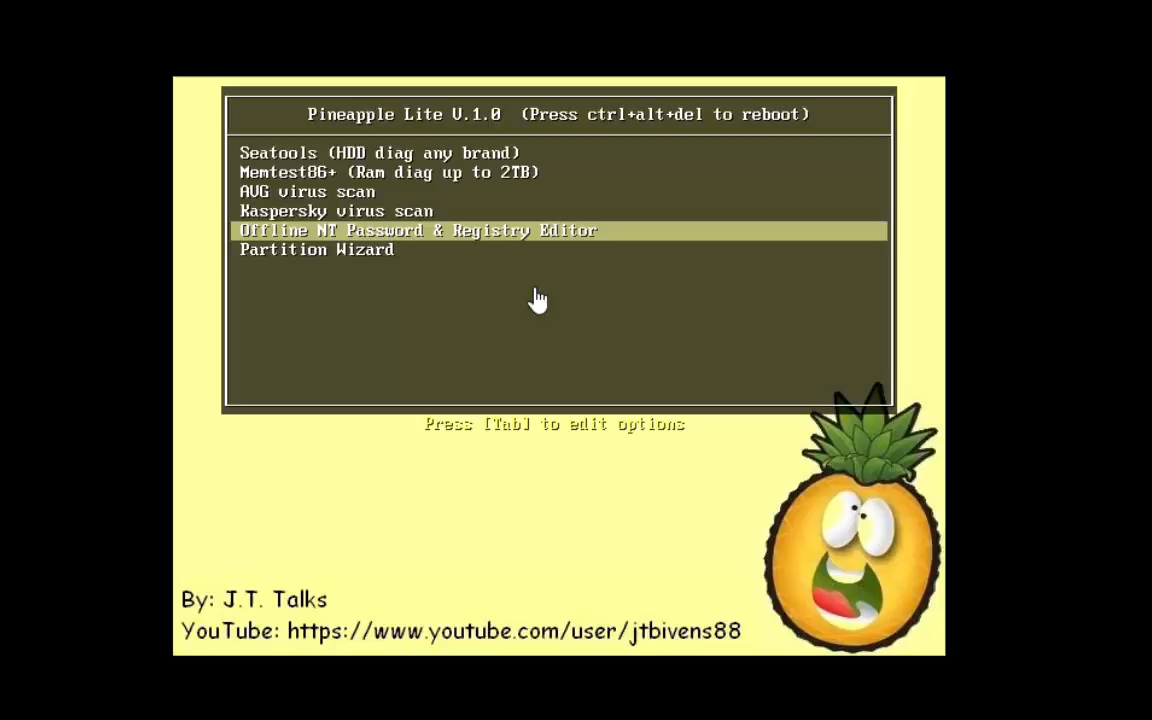 Pineapple Lite V.1.0 (Press ctrl+alt+del to reboot)
Seatools (HDD diag any brand)
Memtest86+ (Ram diag up to 2TB)
AVG virus scan
Kaspersky virus scan
Offline NT Password & Registry Editor
Partition Wizard
Press [Tab] to edit options
By: J.T. Talks
YouTube: https://www.youtube.com/user/jtbivens88